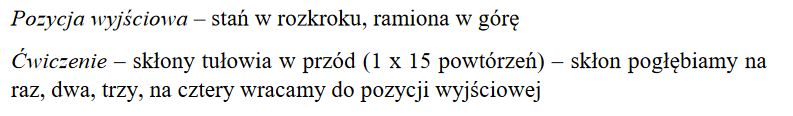 Pozycja wyjściowa – stań w rozkroku, ramiona w górę
Ćwiczenie – skłony tułowia w przód (1 x 15 powtórzeń) – skłon pogłębiamy na
raz, dwa, trzy, na cztery wracamy do pozycji wyjściowej